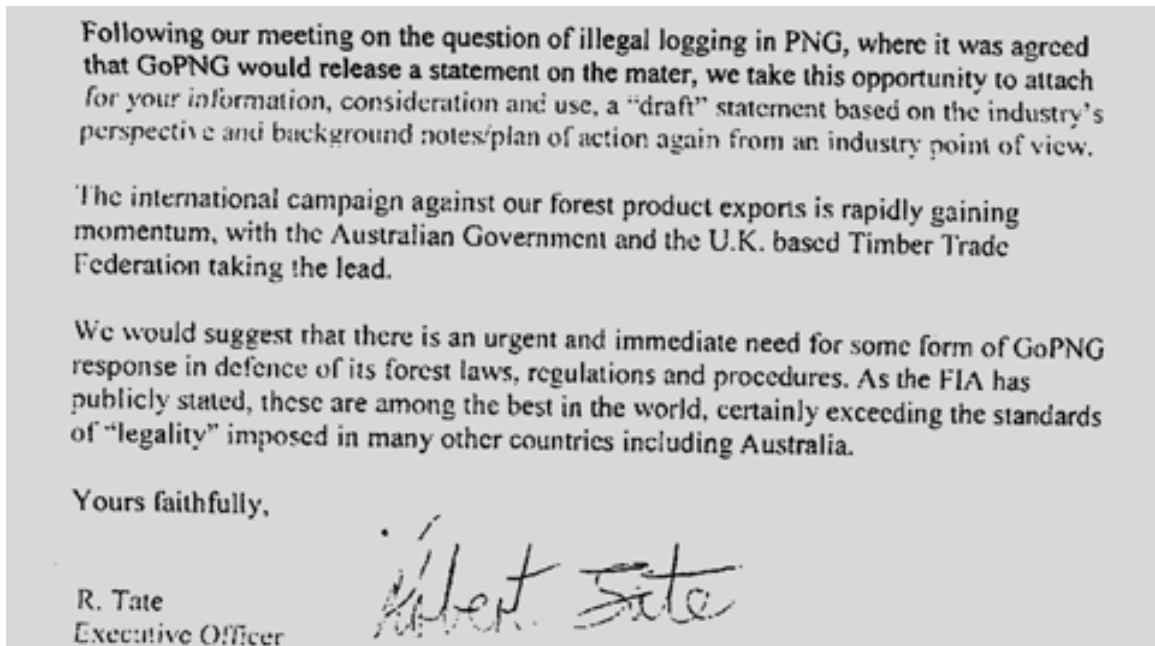 Following our meeting on the question of illegal logging in PNG, where it was agreed
that GoPNG would release a statement on the mater, we take this opportunity to attach
for your information, consideration and use, a “draft” statement based on the industry’s
perspective and background notes/plan of action again from an industry point of view.
The international campaign against our forest product exports is rapidly gaining
momentum, with the Australian Government and the U.K. based Timber Trade
Federation taking the lead.
We would suggest that there is an urgent and immediate need for some form of GoPNG
response in defence of its forest laws, regulations and procedures. As the FIA has
publicly stated, these are among the best in the world, certainly exceeding the standards
of “legality” imposed in many other countries including Australia.
Yours faithfully,
Robert Tate
R. Tate
Executive Officer